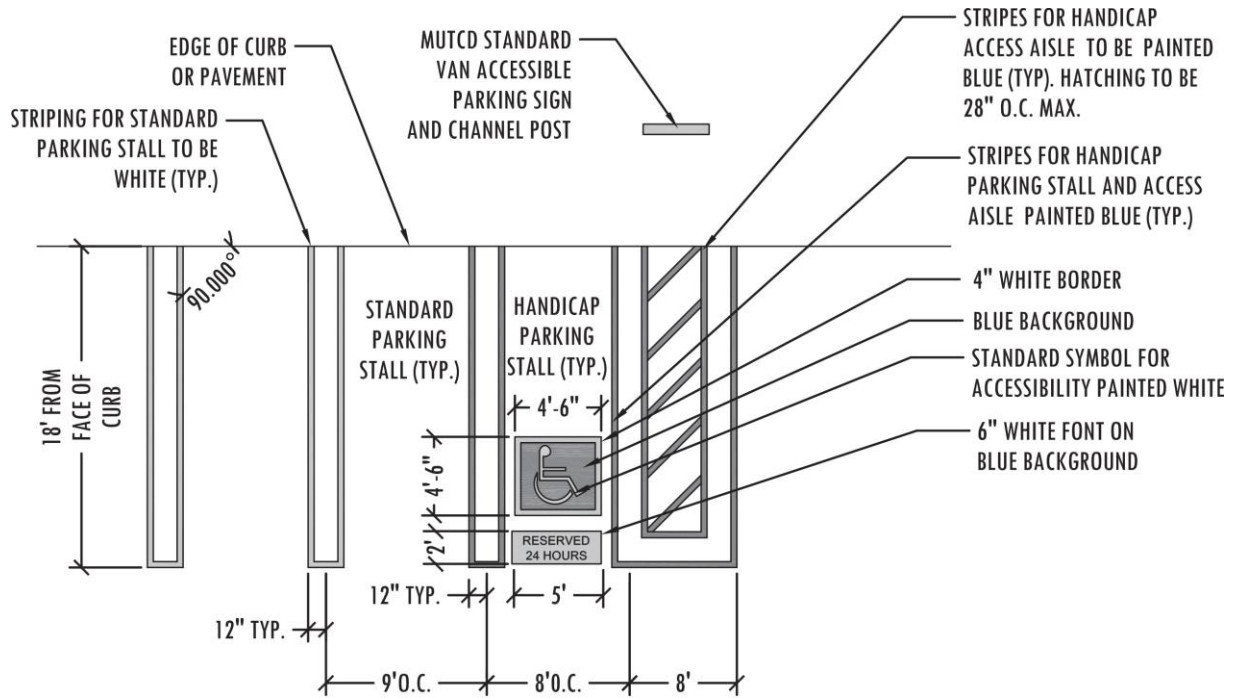 EDGE OF CURB
OR PAVEMENT
MUTCD STANDARD
VAN ACCESSIBLE
PARKING SIGN
AND CHANNEL POST
STRIPES FOR HANDICAP
ACCESS AISLE TO BE PAINTED
BLUE (TYP). HATCHING TO BE
28" O.C. MAX.
STRIPING FOR STANDARD
PARKING STALL TO BE
WHITE (TYP.)
STRIPES FOR HANDICAP
PARKING STALL AND ACCESS
AISLE PAINTED BLUE (TYP.)
90.000°
18' FROM
FACE OF
CURB
STANDARD
PARKING
STALL (TYP.)
HANDICAP
PARKING
STALL (TYP.)
4" WHITE BORDER
BLUE BACKGROUND
STANDARD SYMBOL FOR
ACCESSIBILITY PAINTED WHITE
6" WHITE FONT ON
BLUE BACKGROUND
4'-6"
4'-6"
2'
RESERVED
24 HOURS
12" TYP.
5'
12" TYP.
9'O.C.
8'O.C.
8'